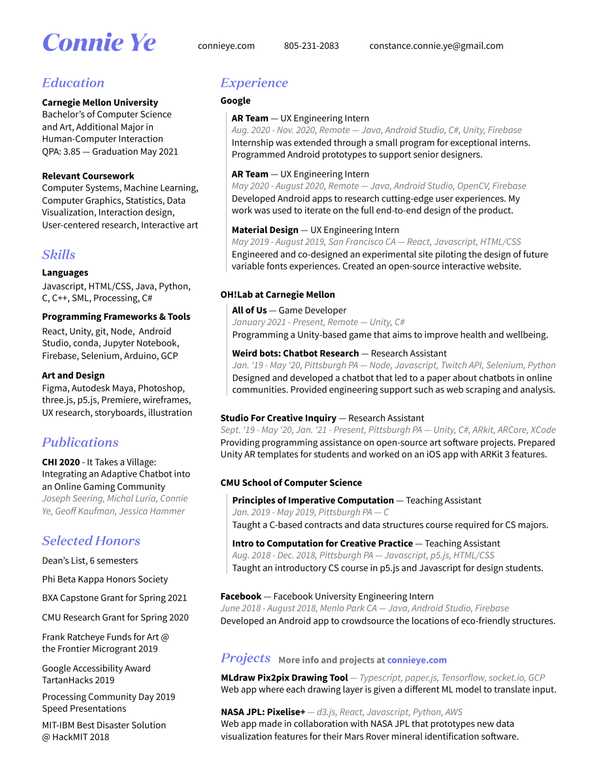 Connie Ye
connieye.com 805-231-2083 constance.connie.ye@gmail.com
Education
Carnegie Mellon University
Bachelor's of Computer Science
and Art, Additional Major in
Human-Computer Interaction
QPA: 3.85 — Graduation May 2021
Relevant Coursework
Computer Systems, Machine Learning,
Computer Graphics, Statistics, Data
Visualization, Interaction design,
User-centered research, Interactive art
Skills
Languages
Javascript, HTML/CSS, Java, Python,
C, C++, SML, Processing, C#
Programming Frameworks & Tools
React, Unity, git, Node, Android
Studio, conda, Jupyter Notebook,
Firebase, Selenium, Arduino, GCP
Art and Design
Figma, Autodesk Maya, Photoshop,
three.js, p5.js, Premiere, wireframes,
UX research, storyboards, illustration
Publications
CHI 2020 - It Takes a Village:
Integrating an Adaptive Chatbot into
an Online Gaming Community
Joseph Seering, Michal Luria, Connie
Ye, Geoff Kaufman, Jessica Hammer
Selected Honors
Dean's List, 6 semesters
Phi Beta Kappa Honors Society
BXA Capstone Grant for Spring 2021
CMU Research Grant for Spring 2020
Frank Ratcheye Funds for Art @
the Frontier Microgrant 2019
Google Accessibility Award
TartanHacks 2019
Processing Community Day 2019
Speed Presentations
MIT-IBM Best Disaster Solution
@ HackMIT 2018
Experience
Google
AR Team — UX Engineering Intern
Aug. 2020 - Nov. 2020, Remote — Java, Android Studio, C#, Unity, Firebase
Internship was extended through a small program for exceptional interns.
Programmed Android prototypes to support senior designers.
AR Team — UX Engineering Intern
May 2020 - August 2020, Remote — Java, Android Studio, OpenCV, Firebase
Developed Android apps to research cutting-edge user experiences. My
work was used to iterate on the full end-to-end design of the product.
Material Design — UX Engineering Intern
May 2019 - August 2019, San Francisco CA — React, Javascript, HTML/CSS
Engineered and co-designed an experimental site piloting the design of future
variable fonts experiences. Created an open-source interactive website.
OH!Lab at Carnegie Mellon
All of Us — Game Developer
January 2021 - Present, Remote — Unity, C#
Programming a Unity-based game that aims to improve health and wellbeing.
Weird bots: Chatbot Research — Research Assistant
Jan. '19 - May '20, Pittsburgh PA — Node, Javascript, Twitch API, Selenium, Python
Designed and developed a chatbot that led to a paper about chatbots in online
communities. Provided engineering support such as web scraping and analysis.
Studio For Creative Inquiry — Research Assistant
Sept. '19 - May '20, Jan. '21 - Present, Pittsburgh PA — Unity, C#, ARkit, ARCore, XCode
Providing programming assistance on open-source art software projects. Prepared
Unity AR templates for students and worked on an iOS app with ARKit 3 features.
CMU School of Computer Science
Principles of Imperative Computation — Teaching Assistant
Jan. 2019 - May 2019, Pittsburgh PA — C
Taught a C-based contracts and data structures course required for CS majors.
Intro to Computation for Creative Practice — Teaching Assistant
Aug. 2018 - Dec. 2018, Pittsburgh PA — Javascript, p5.js, HTML/CSS
Taught an introductory CS course in p5.js and Javascript for design students.
Facebook — Facebook University Engineering Intern
June 2018 - August 2018, Menlo Park CA — Java, Android Studio, Firebase
Developed an Android app to crowdsource the locations of eco-friendly structures.
Projects More info and projects at connieye.com
MLdraw Pix2pix Drawing Tool — Typescript, paper.js, Tensorflow, socket.io, GCP
Web app where each drawing layer is given a different ML model to translate input.
NASA JPL: Pixelise+ — d3.js, React, Javascript, Python, AWS
Web app made in collaboration with NASA JPL that prototypes new data
visualization features for their Mars Rover mineral identification software.